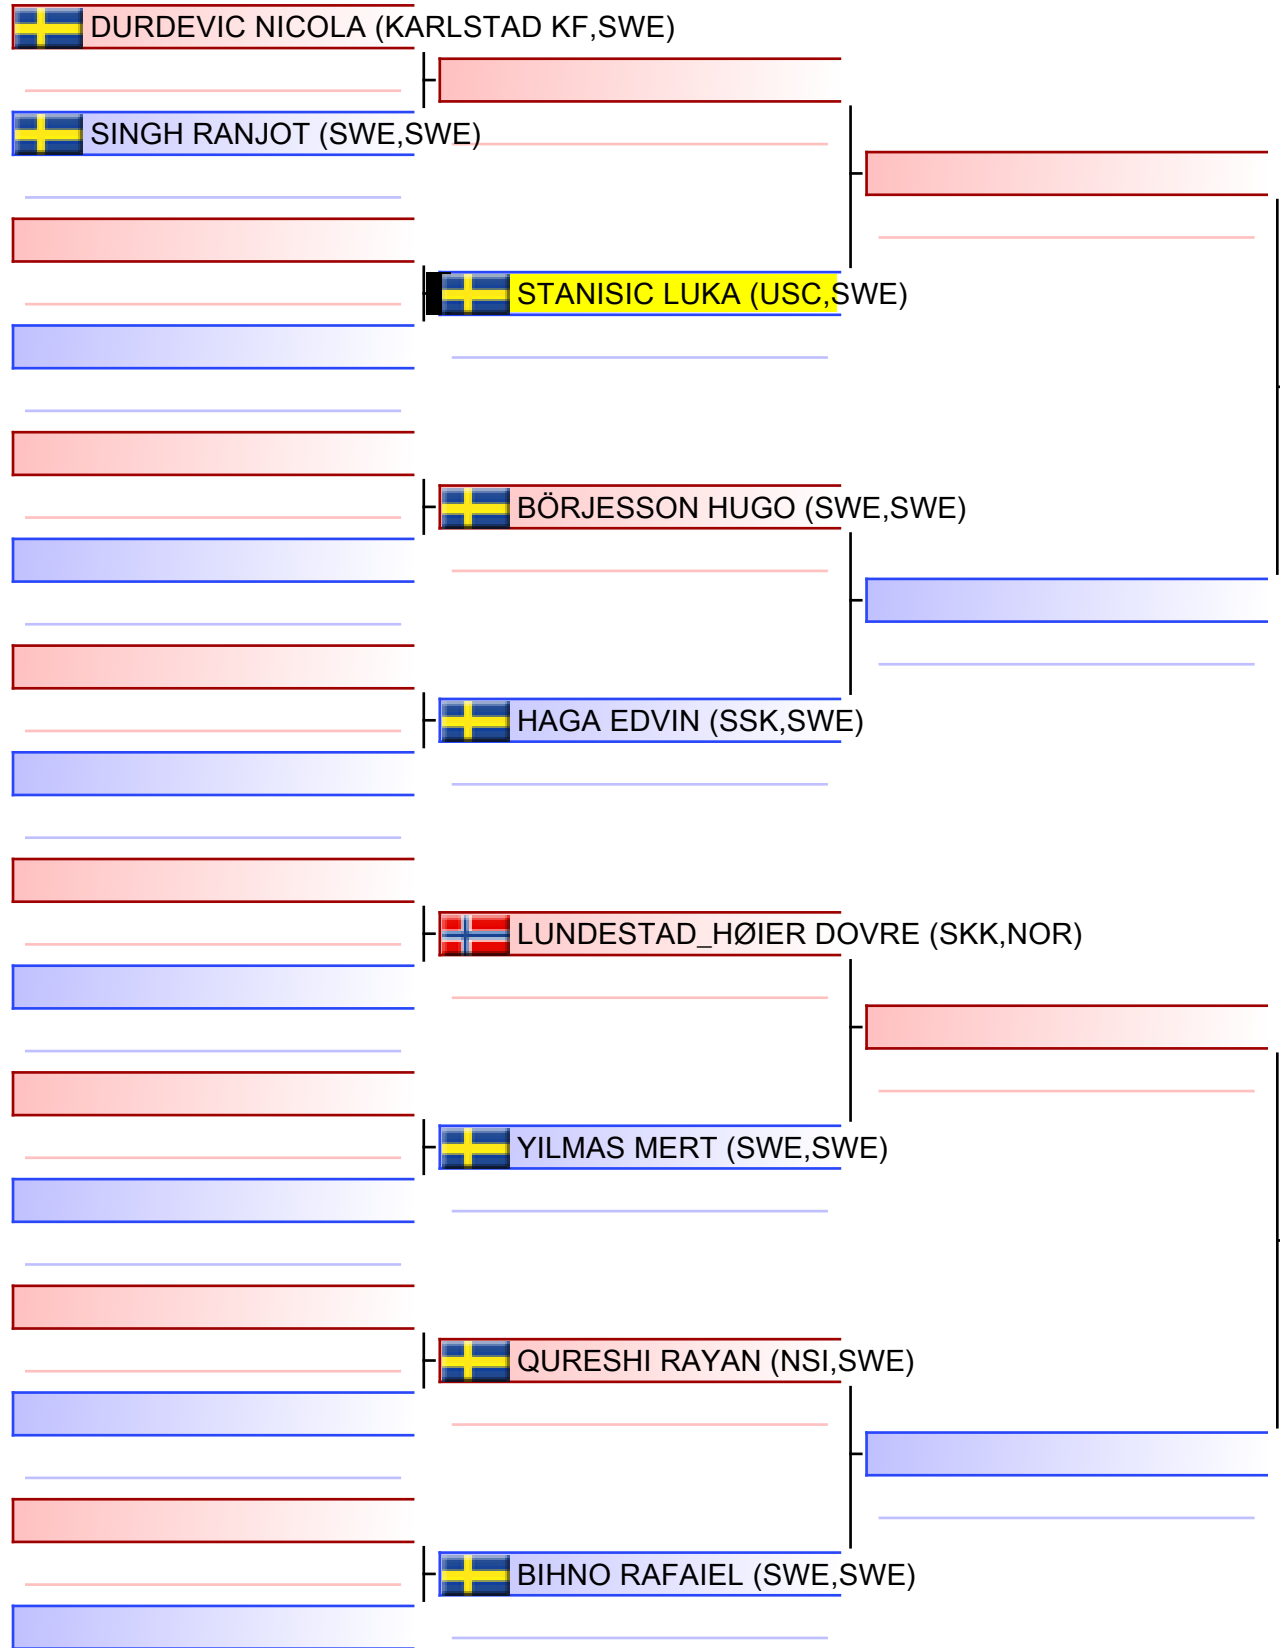 DURDEVIC NICOLA (KARLSTAD KF,SWE)
SINGH RANJOT (SWE,SWE)
STANISIC LUKA (USC,SWE)
BÖRJESSON HUGO (SWE,SWE)
HAGA EDVIN (SSK,SWE)
LUNDESTAD_HØIER DOVRE (SKK,NOR)
YILMAS MERT (SWE,SWE)
QURESHI RAYAN (NSI,SWE)
BIHNO RAFAIEL (SWE,SWE)